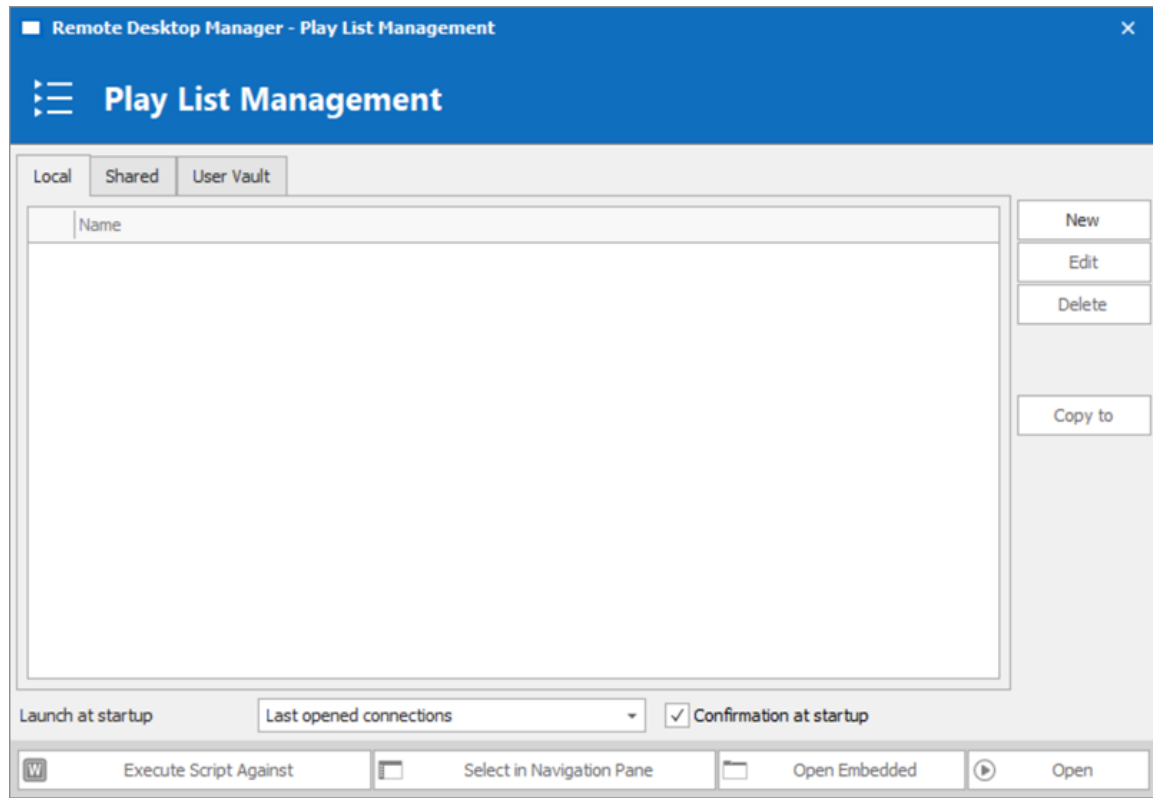 Remote Desktop Manager - Play List Management
Play List Management
Local Shared User Vault
Name
New
Edit
Delete
Copy to
Launch at startup Last opened connections Confirmation at startup
W Execute Script Against Select in Navigation Pane Open Embedded Open